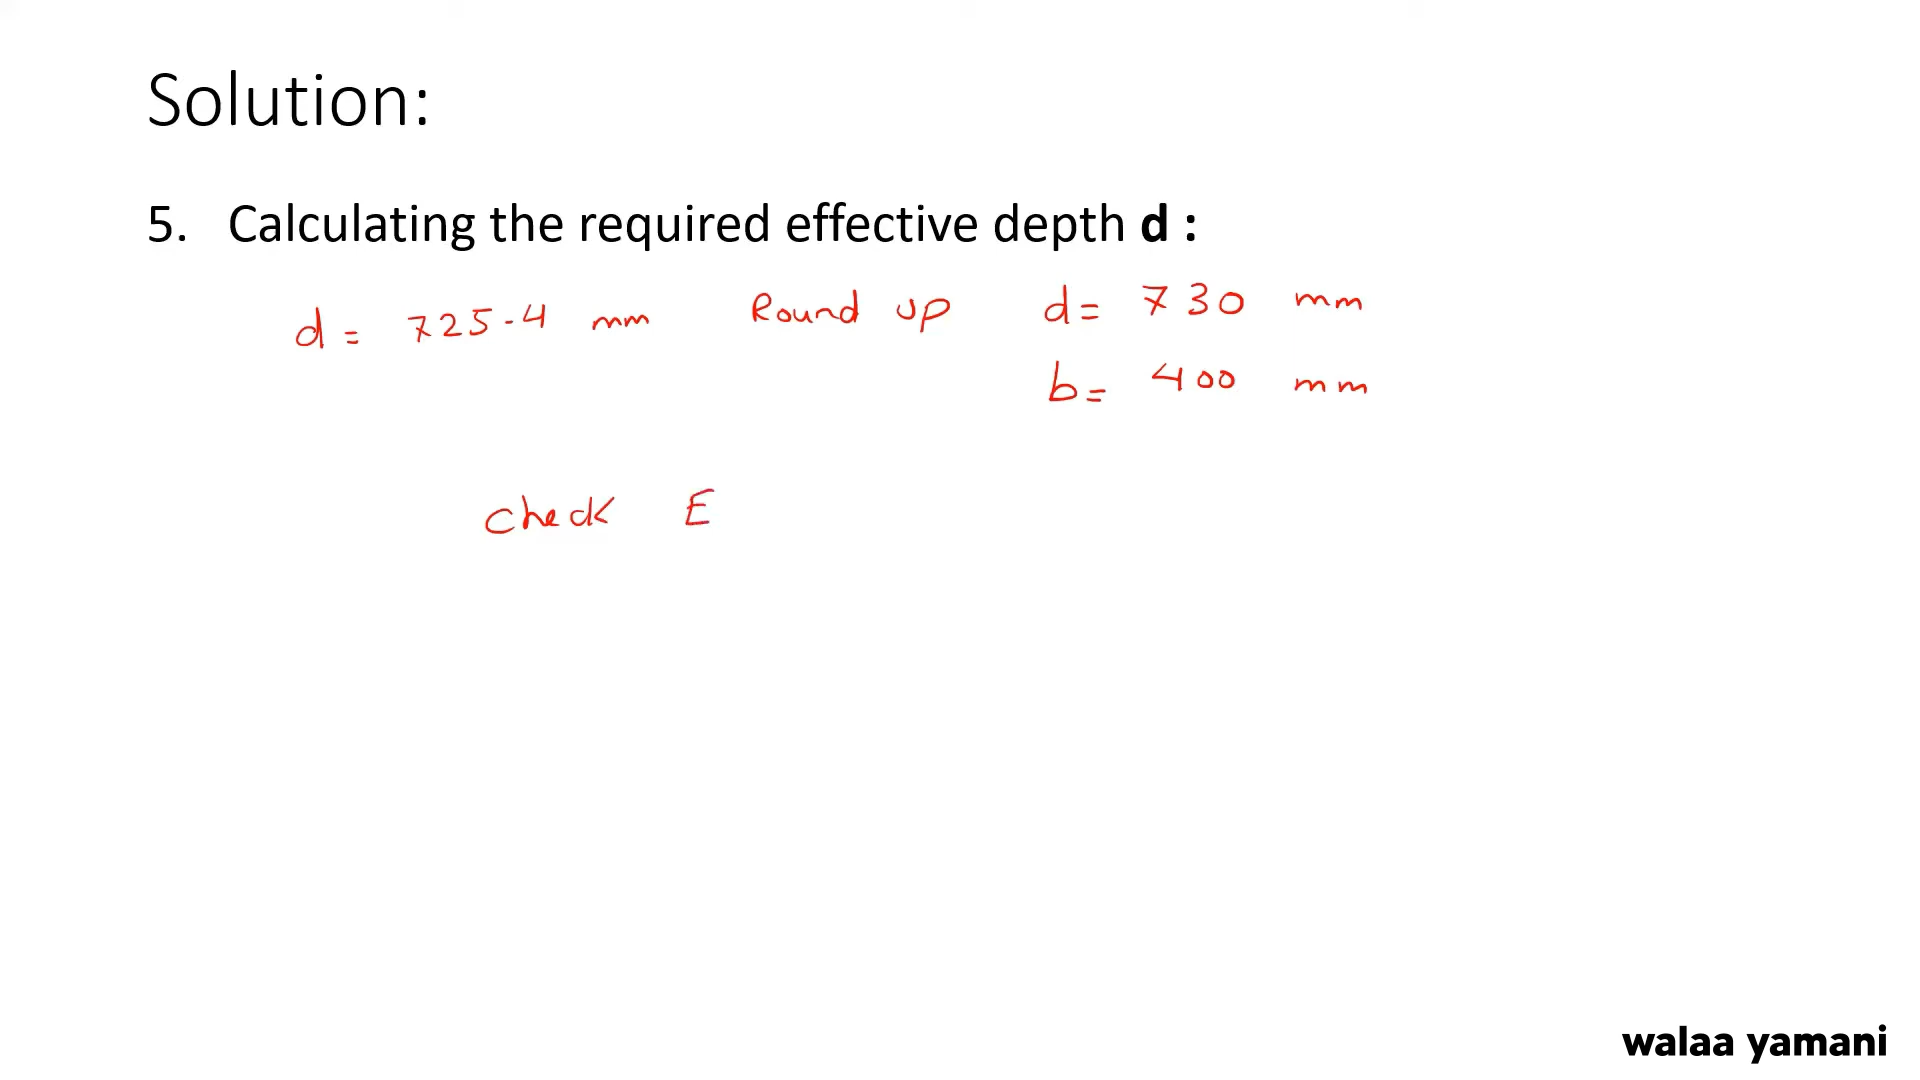 Solution:
5. Calculating the required effective depth d :
d = 725.4 mm Round up d = 730 mm
b = 400 mm
check E
walaa yamani